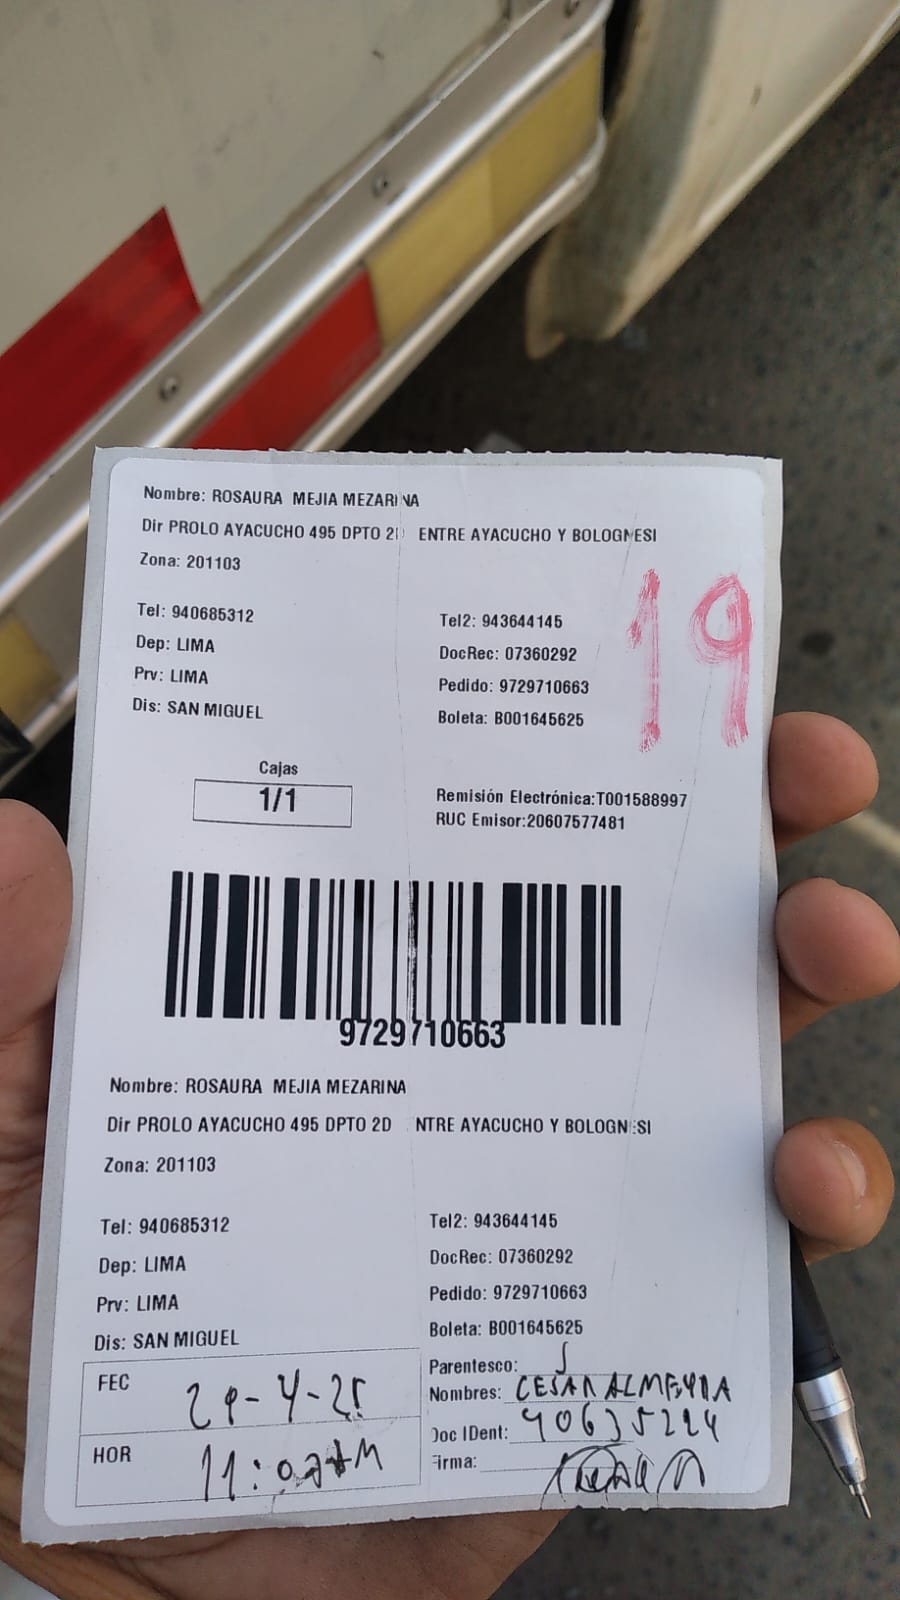 Nombre: ROSAURA MEJIA MEZARINA
Dir PROLO AYACUCHO 495 DPTO 2 ENTRE AYACUCHO Y BOLOGNESI
Zona: 201103
19
Tel: 940685312 Tel2: 943644145
Dep: LIMA DocRec: 07360292
Prv: LIMA Pedido: 9729710663
Dis: SAN MIGUEL Boleta: B001645625
Cajas
1/1
Remisión Electrónica:T001588997
RUC Emisor:20607577481
9729710663
Nombre: ROSAURA MEJIA MEZARINA
Dir PROLO AYACUCHO 495 DPTO 2D NTRE AYACUCHO Y BOLOGNESI
Zona: 201103
Tel: 940685312 Tel2: 943644145
Dep: LIMA DocRec: 07360292
Prv: LIMA Pedido: 9729710663
Dis: SAN MIGUEL Boleta: B001645625
Parentesco:
FEC 29-4-25 Nombres: CESAR ALMEYDA
Doc IDent: 40635224
HOR 11:02AM Firma: